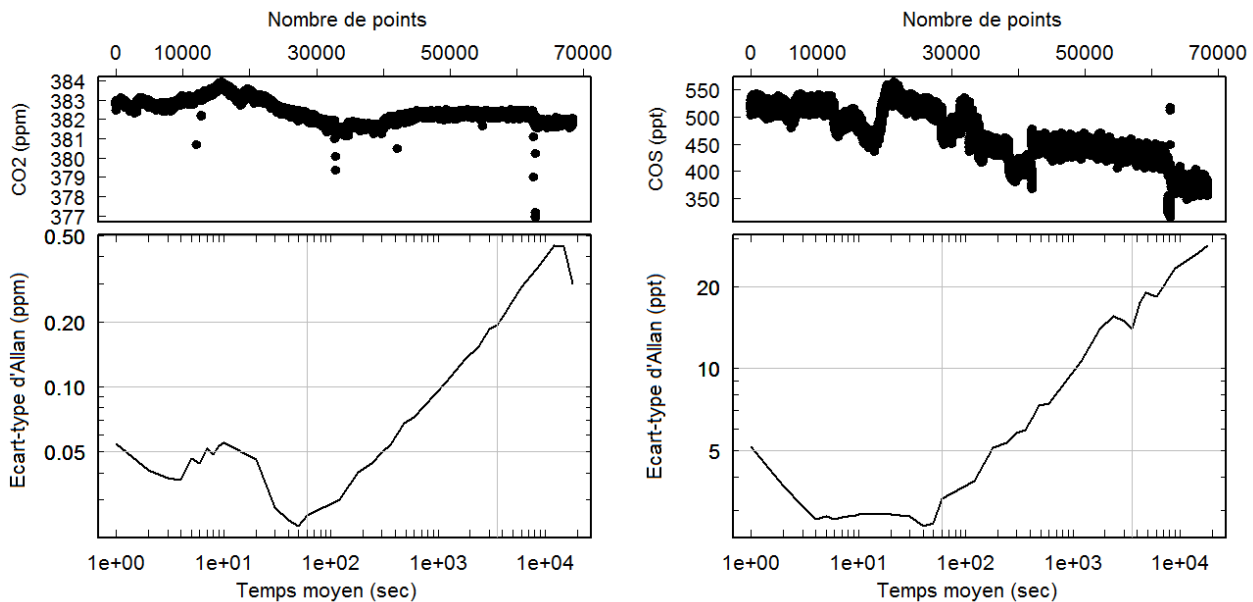 Nombre de points
0 10000 30000 50000 70000
CO2 (ppm)
384
383
382
381
380
379
378
377
Ecart-type d'Allan (ppm)
0.50
0.20
0.10
0.05
1e+00 1e+01 1e+02 1e+03 1e+04
Temps moyen (sec)
Nombre de points
0 10000 30000 50000 70000
COS (ppt)
550
500
450
400
350
Ecart-type d'Allan (ppt)
20
10
5
1e+00 1e+01 1e+02 1e+03 1e+04
Temps moyen (sec)